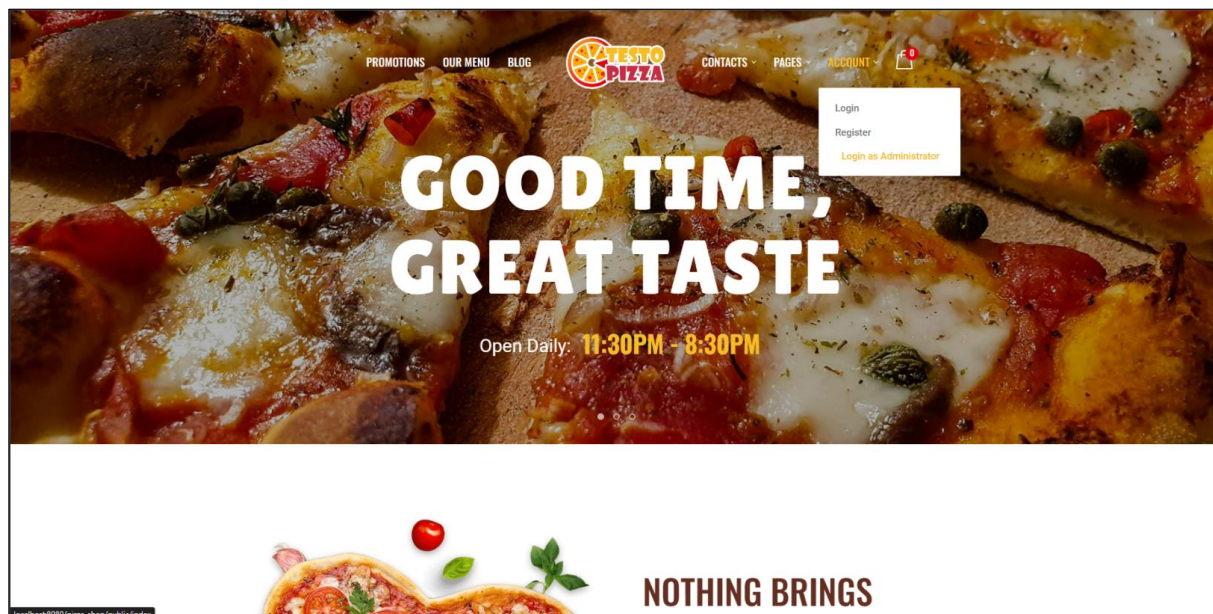 PROMOTIONS OUR MENU BLOG TESTO PIZZA CONTACTS PAGES ACCOUNT 0
Login
Register
Login as Administrator
GOOD TIME,
GREAT TASTE
Open Daily: 11:30PM - 8:30PM
NOTHING BRINGS